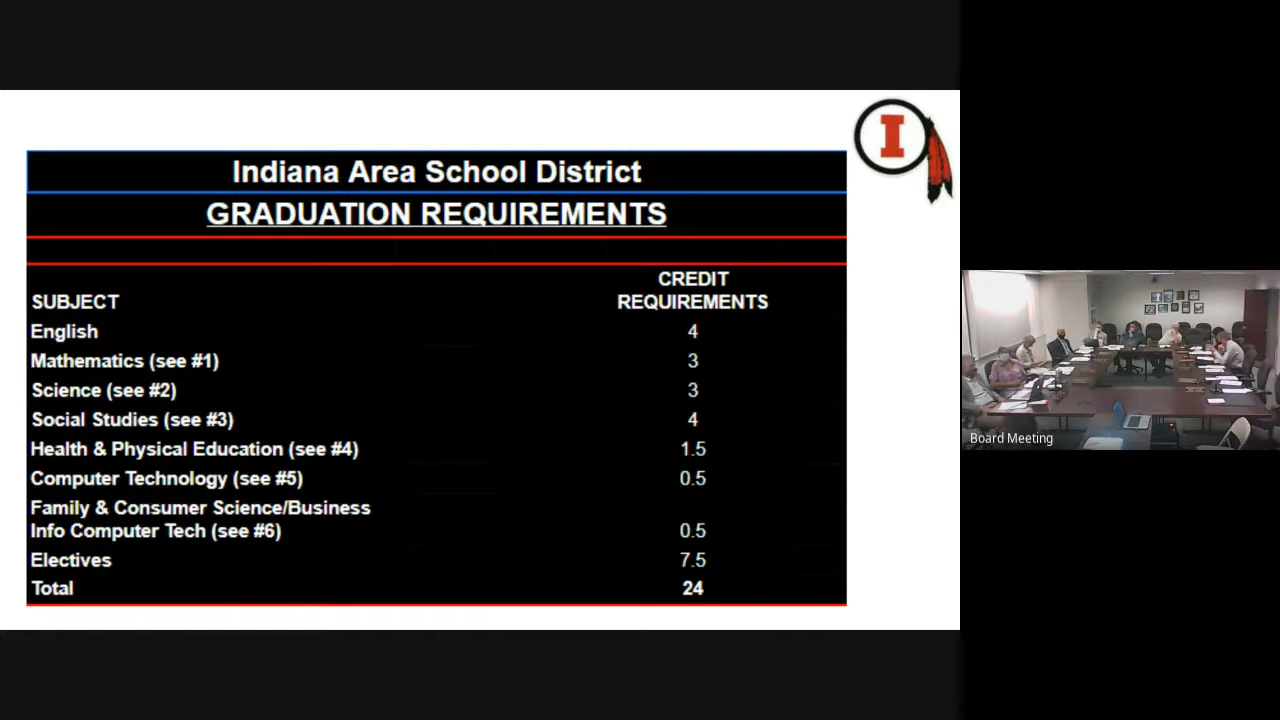 Indiana Area School District
GRADUATION REQUIREMENTS
CREDIT
SUBJECT REQUIREMENTS
English 4
Mathematics (see #1) 3
Science (see #2) 3
Social Studies (see #3) 4
Health & Physical Education (see #4) 1.5
Computer Technology (see #5) 0.5
Family & Consumer Science/Business
Info Computer Tech (see #6) 0.5
Electives 7.5
Total 24
I
Board Meeting